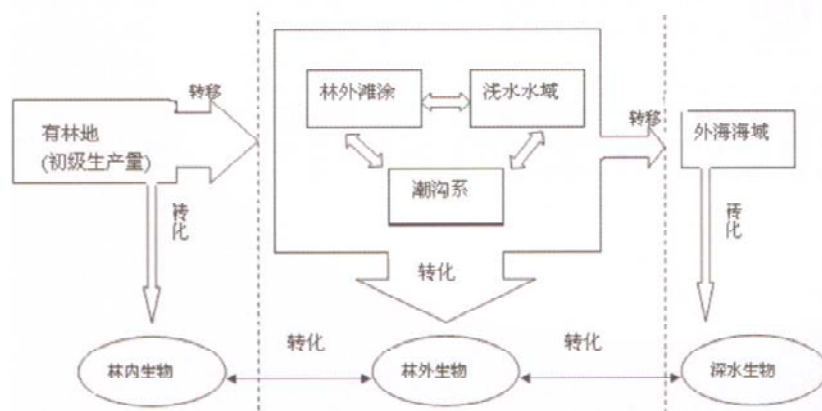 转移
有林地
(初级生产量)
林外滩涂
浅水水域
潮沟系
转移
外海海域
转化
转化
转化
林内生物
转化
林外生物
转化
深水生物